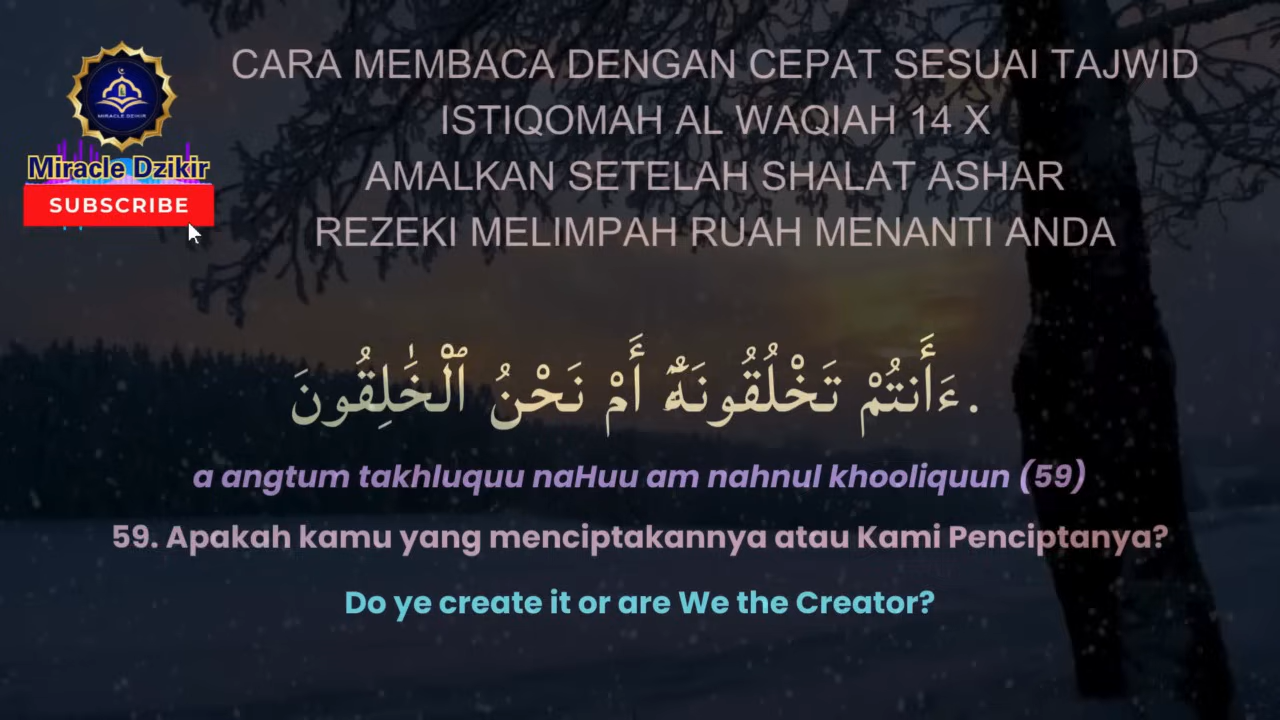 CARA MEMBACA DENGAN CEPAT SESUAI TAJWID
ISTIQOMAH AL WAQIAH 14 X
AMALKAN SETELAH SHALAT ASHAR
REZEKI MELIMPAH RUAH MENANTI ANDA
MIRACLE DZIKIR
Miracle Dzikir
SUBSCRIBE
ءَأَنتُمْ تَخْلُقُونَهُۥٓ أَمْ نَحْنُ ٱلْخَٰلِقُونَ.
a angtum takhluquu naHuu am nahnul khooliquun (59)
59. Apakah kamu yang menciptakannya atau Kami Penciptanya?
Do ye create it or are We the Creator?